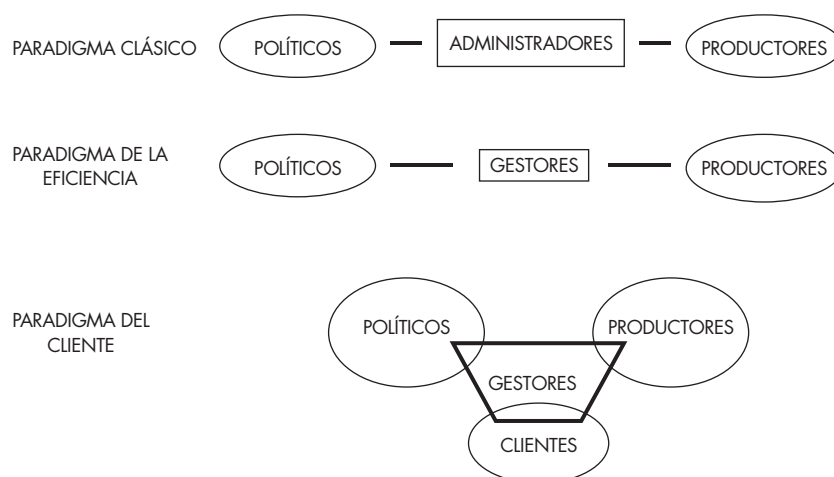 PARADIGMA CLÁSICO
POLÍTICOS
ADMINISTRADORES
PRODUCTORES
PARADIGMA DE LA
EFICIENCIA
POLÍTICOS
GESTORES
PRODUCTORES
PARADIGMA DEL
CLIENTE
POLÍTICOS
PRODUCTORES
GESTORES
CLIENTES